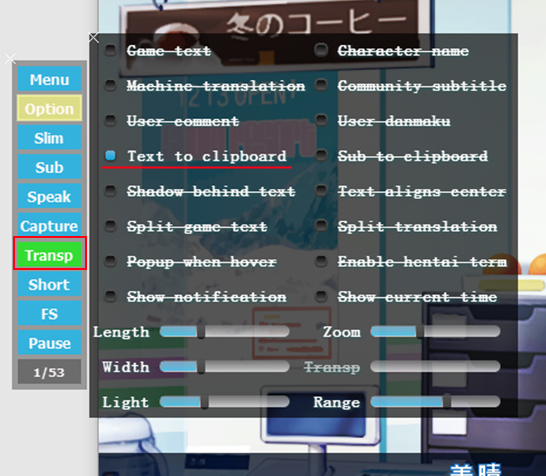 冬のコーヒー
Game text
Character name
Menu
Machine translation
Community subtitle
Option
User comment
User danmaku
Slim
Text to clipboard
Sub to clipboard
Sub
Speak
Shadow behind text
Text aligns center
Capture
Split game text
Split translation
Transp
Popup when hover
Enable hentai term
Short
Show notification
Show current time
FS
Length
Zoom
Pause
Width
Transp
1/53
Light
Range
美晴